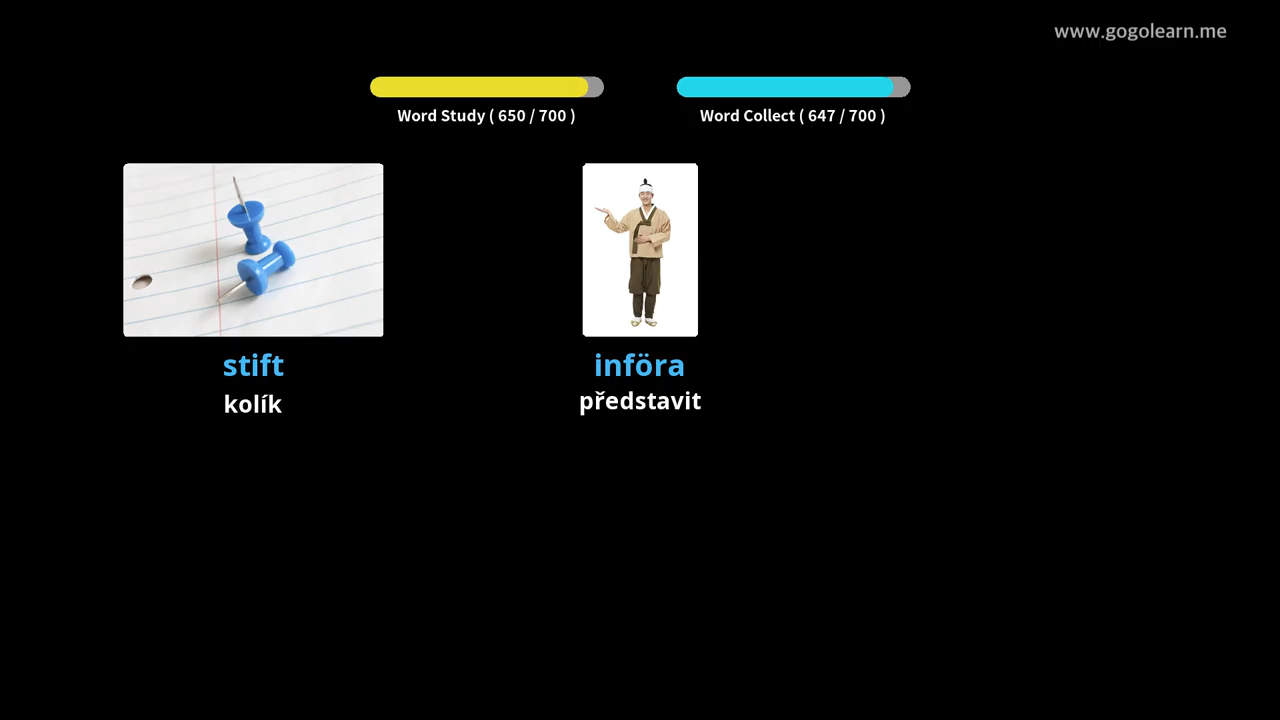 www.gogolearn.me
Word Study ( 650 / 700 )
Word Collect ( 647 / 700 )
stift
kolík
införa
představit